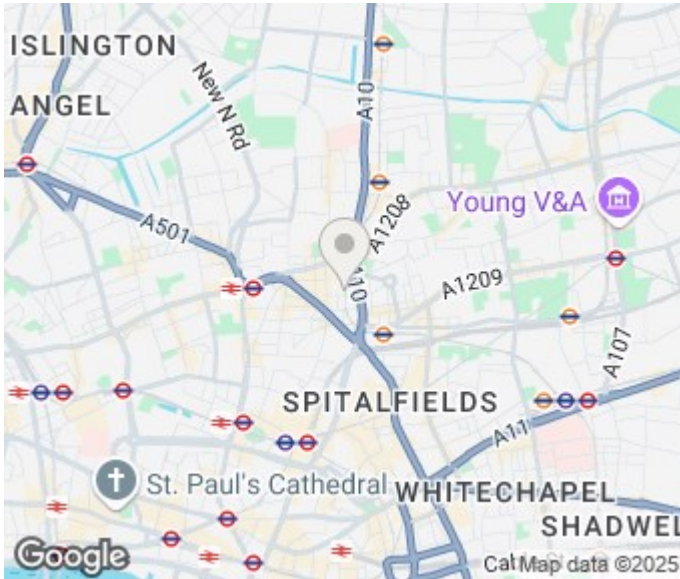 ISLINGTON
ANGEL
New N Rd
A10
A1208
Young V&A
A501
A10
A1209
A107
SPITALFIELDS
A11
St. Paul's Cathedral
WHITECHAPEL
SHADWEL
Google
Map data ©2025